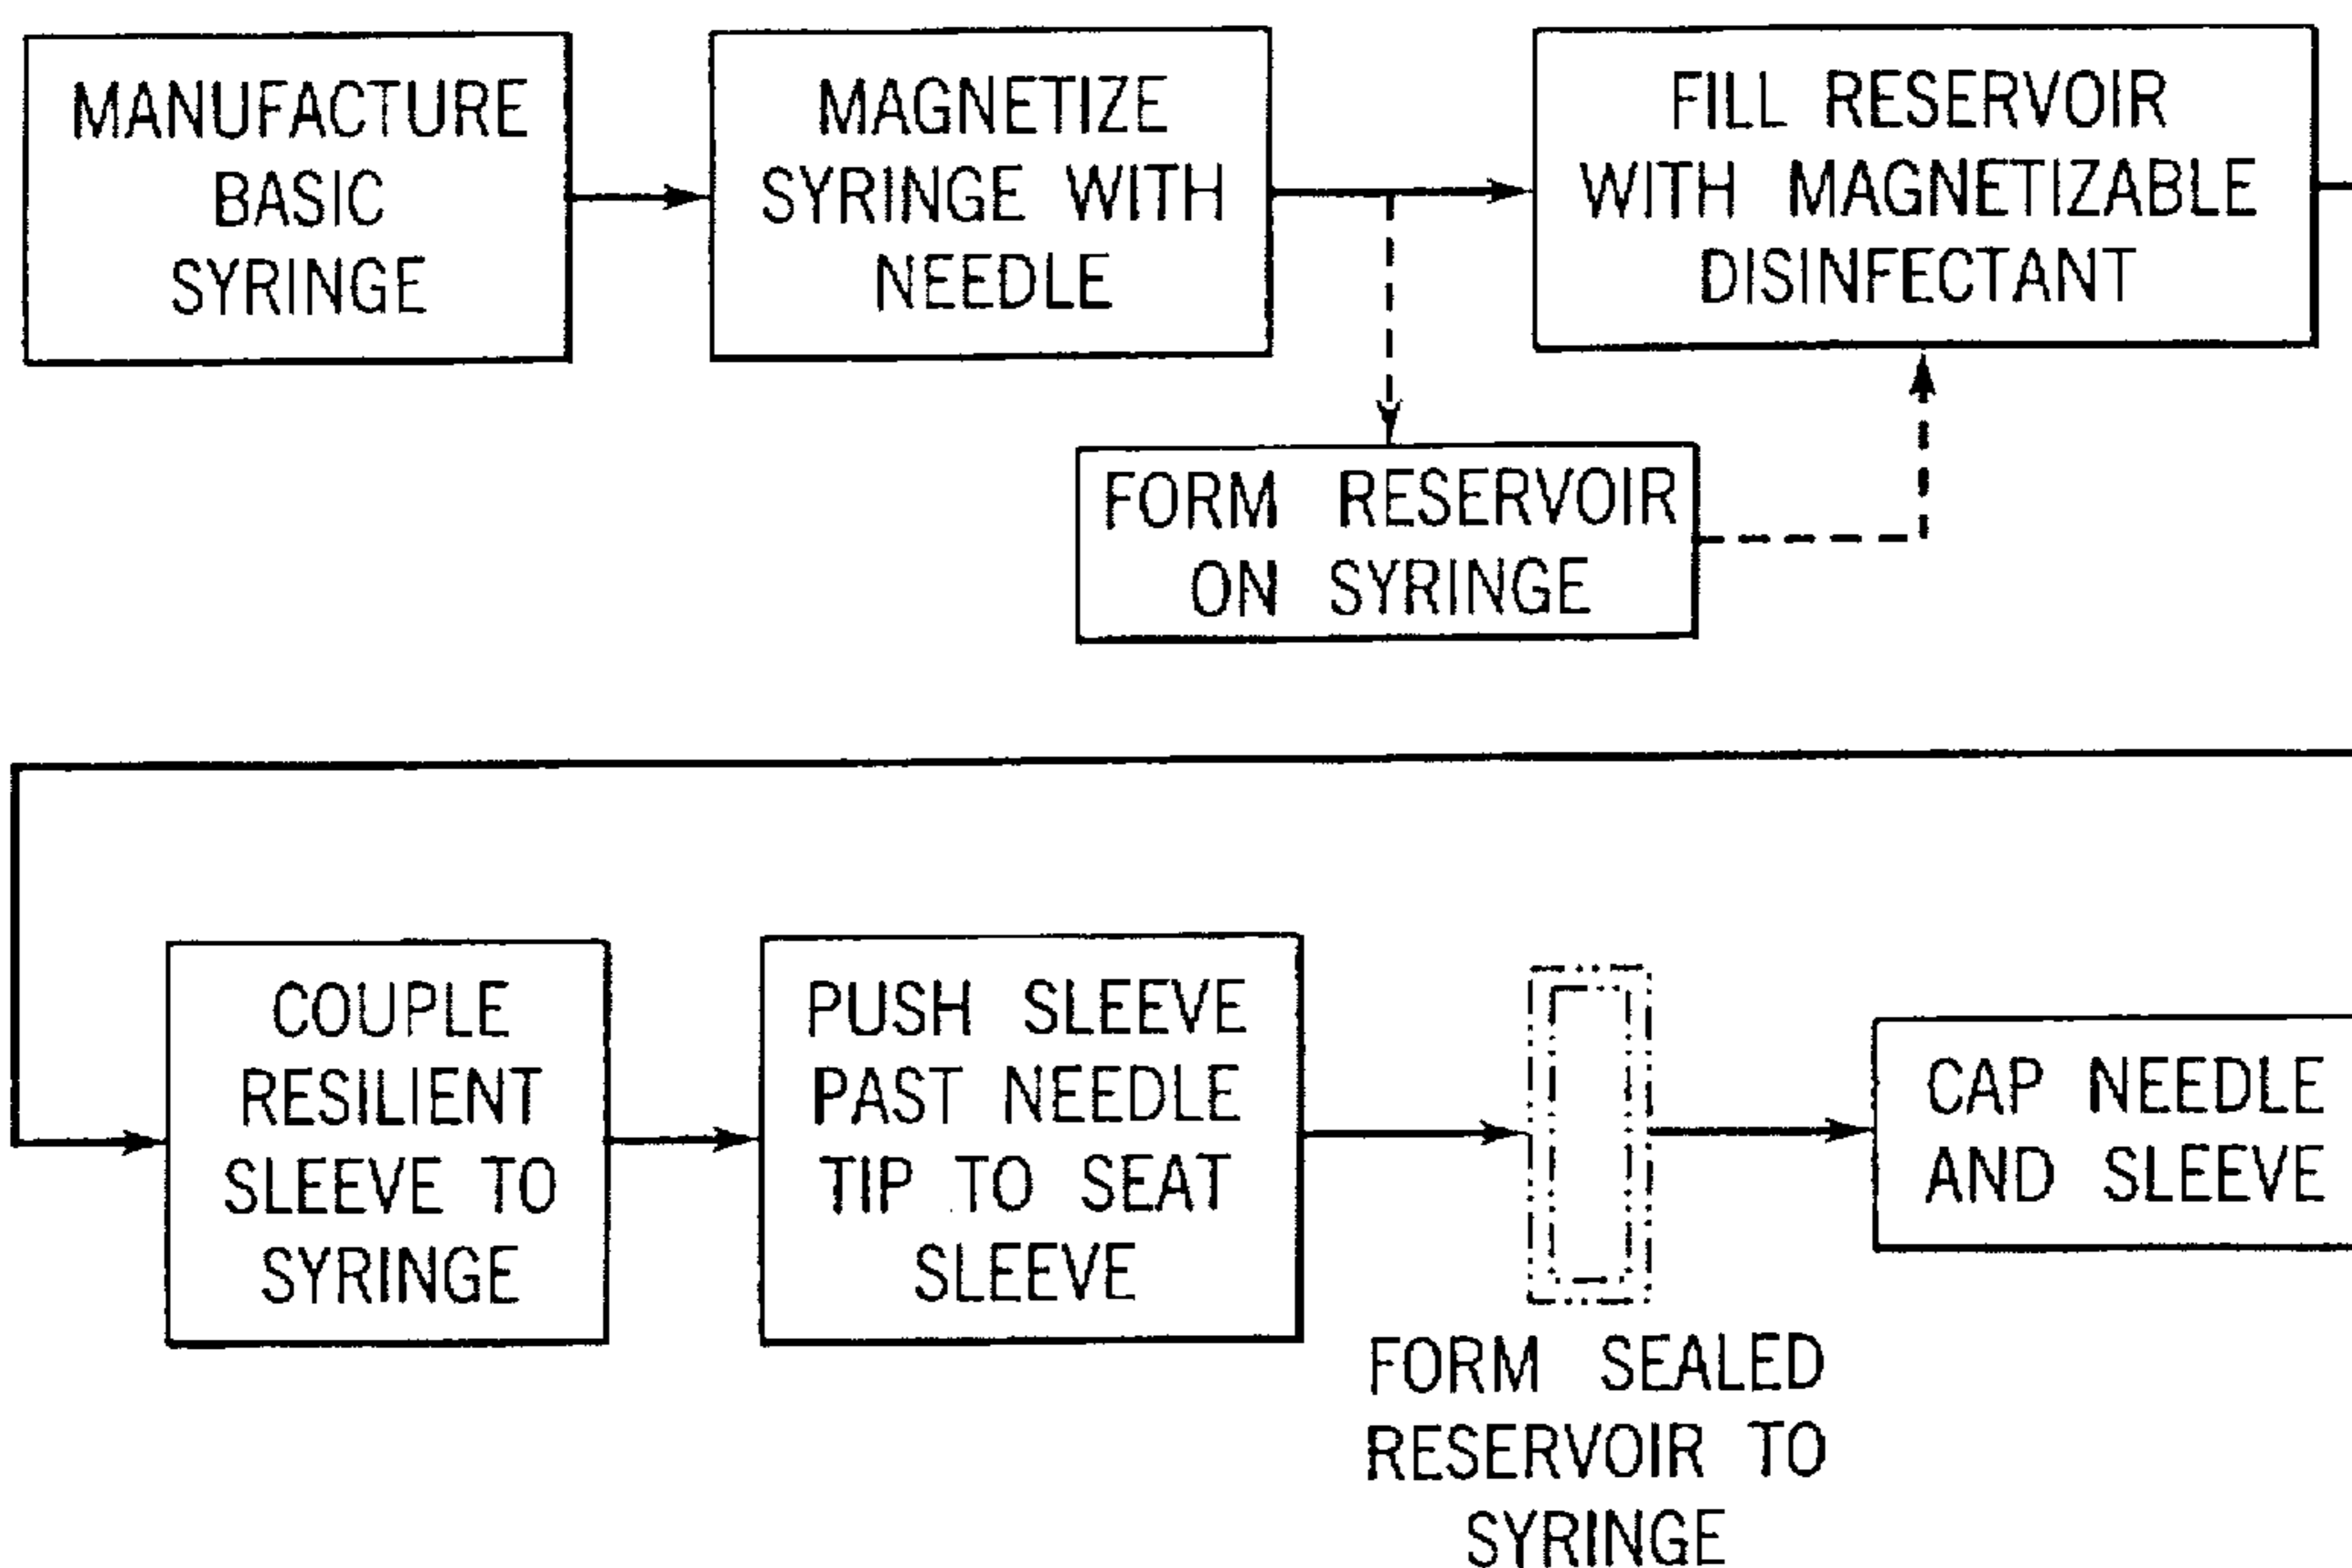 MANUFACTURE
BASIC
SYRINGE
MAGNETIZE
SYRINGE WITH
NEEDLE
FILL RESERVOIR
WITH MAGNETIZABLE
DISINFECTANT
FORM RESERVOIR
ON SYRINGE
COUPLE
RESILIENT
SLEEVE TO
SYRINGE
PUSH SLEEVE
PAST NEEDLE
TIP TO SEAT
SLEEVE
FORM SEALED
RESERVOIR TO
SYRINGE
CAP NEEDLE
AND SLEEVE